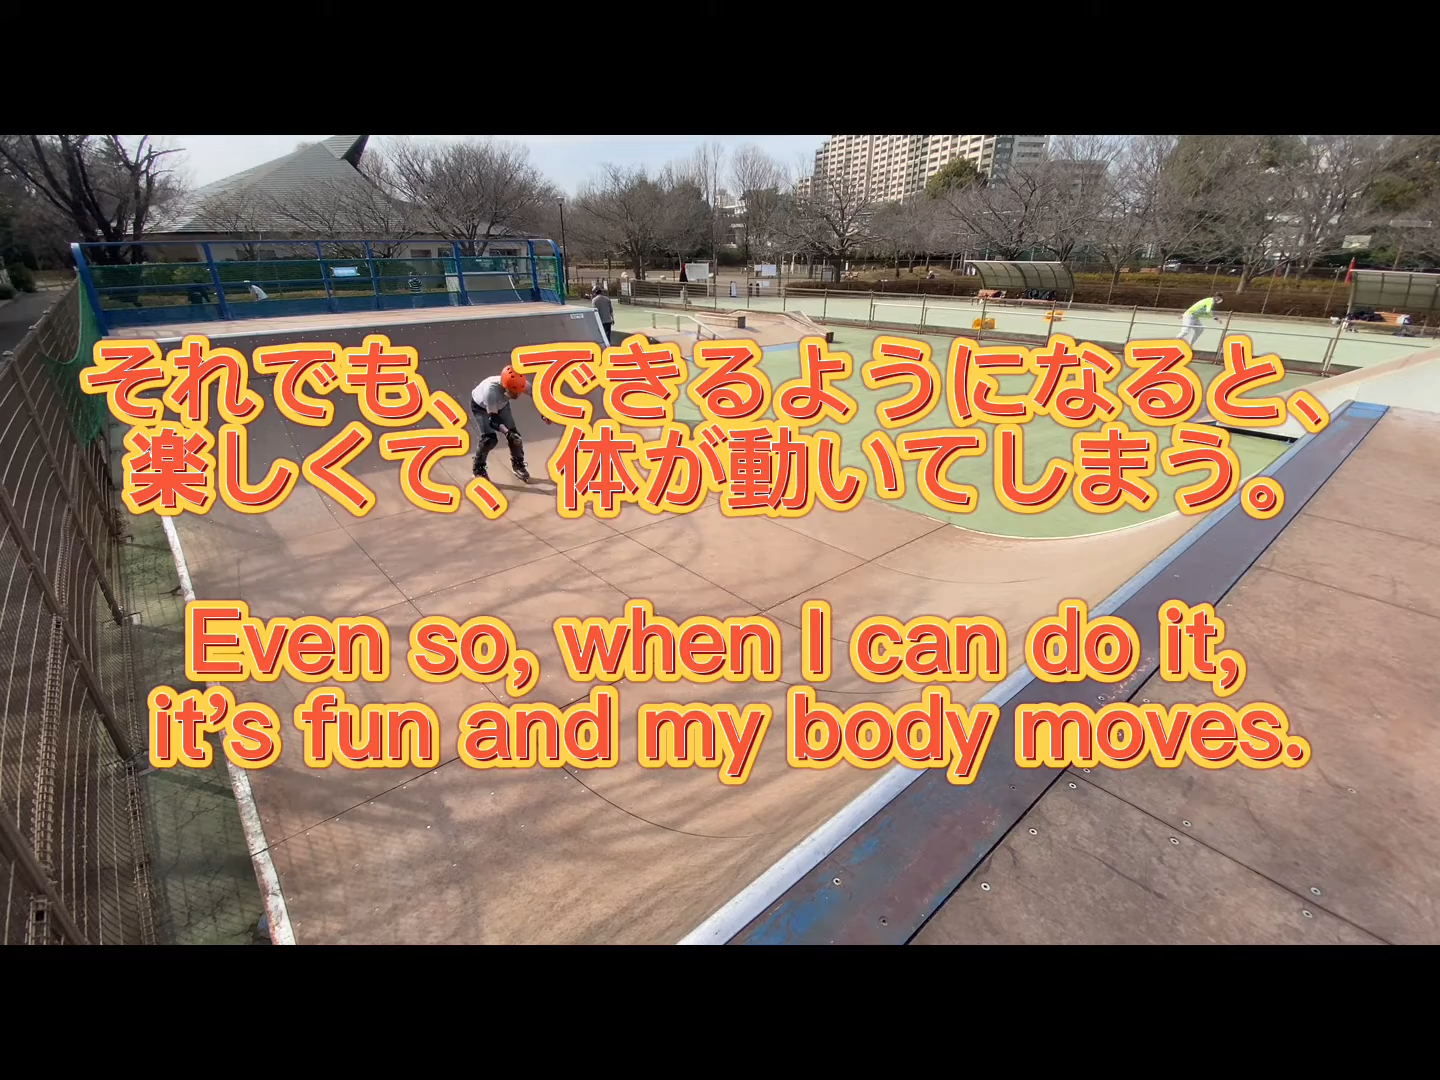 それでも、できるようになると、
楽しくて、体が動いてしまう。
Even so, when I can do it,
it’s fun and my body moves.